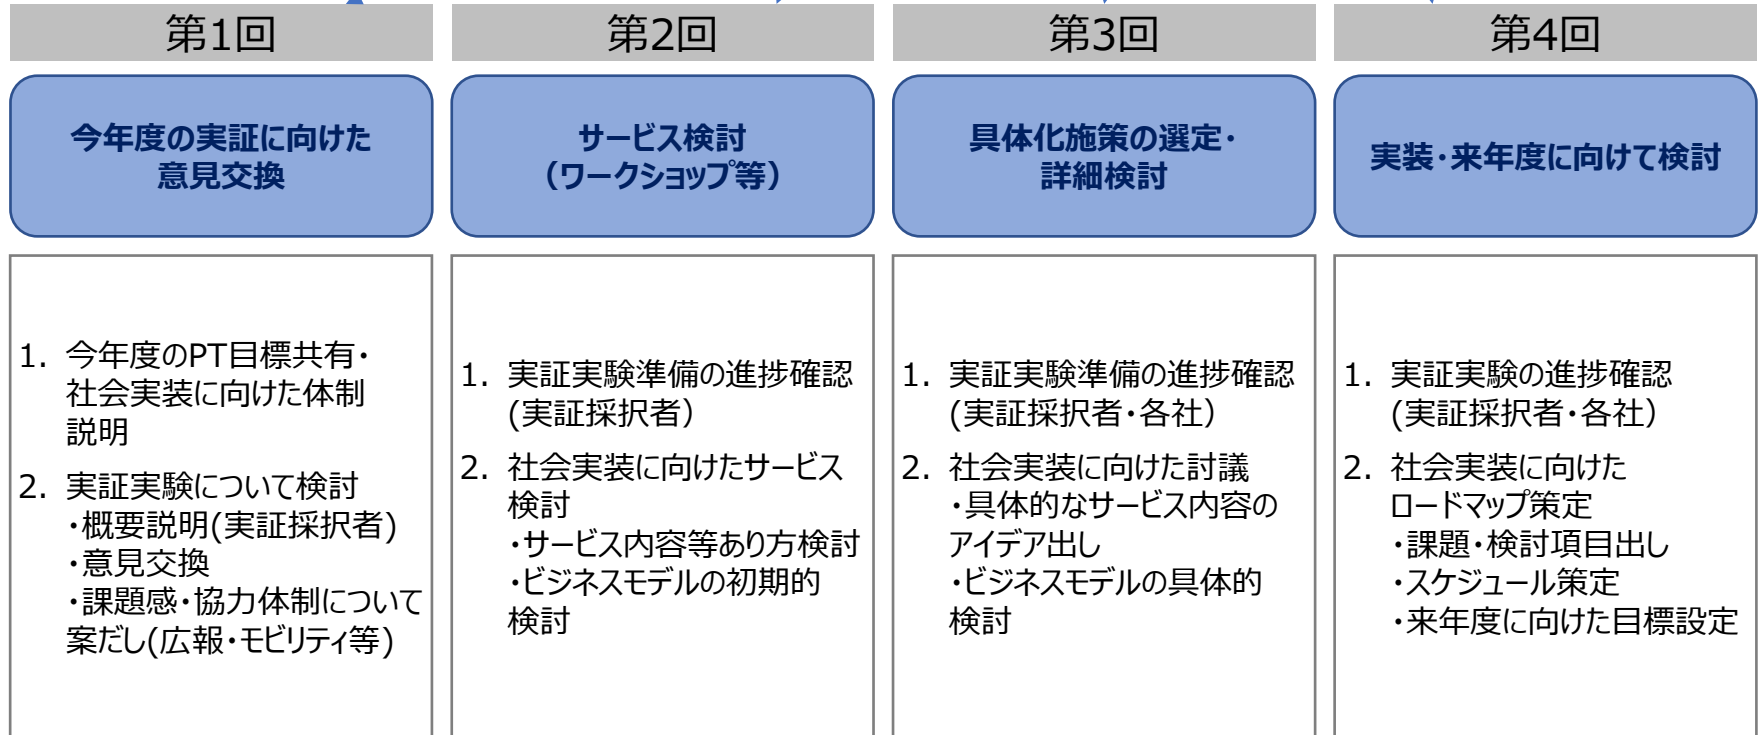 第1回
今年度の実証に向けた
意見交換
1. 今年度のPT目標共有・
社会実装に向けた体制
説明
2. 実証実験について検討
・概要説明(実証採択者)
・意見交換
・課題感・協力体制について
案だし(広報・モビリティ等)
第2回
サービス検討
（ワークショップ等）
1. 実証実験準備の進捗確認
(実証採択者）
2. 社会実装に向けたサービス
検討
・サービス内容等あり方検討
・ビジネスモデルの初期的
検討
第3回
具体化施策の選定・
詳細検討
1. 実証実験準備の進捗確認
(実証採択者・各社）
2. 社会実装に向けた討議
・具体的なサービス内容の
アイデア出し
・ビジネスモデルの具体的
検討
第4回
実装・来年度に向けて検討
1. 実証実験の進捗確認
(実証採択者・各社）
2. 社会実装に向けた
ロードマップ策定
・課題・検討項目出し
・スケジュール策定
・来年度に向けた目標設定